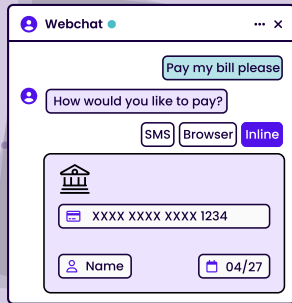 Webchat
Pay my bill please
How would you like to pay?
SMS Browser Inline
XXXX XXXX XXXX 1234
Name 04/27